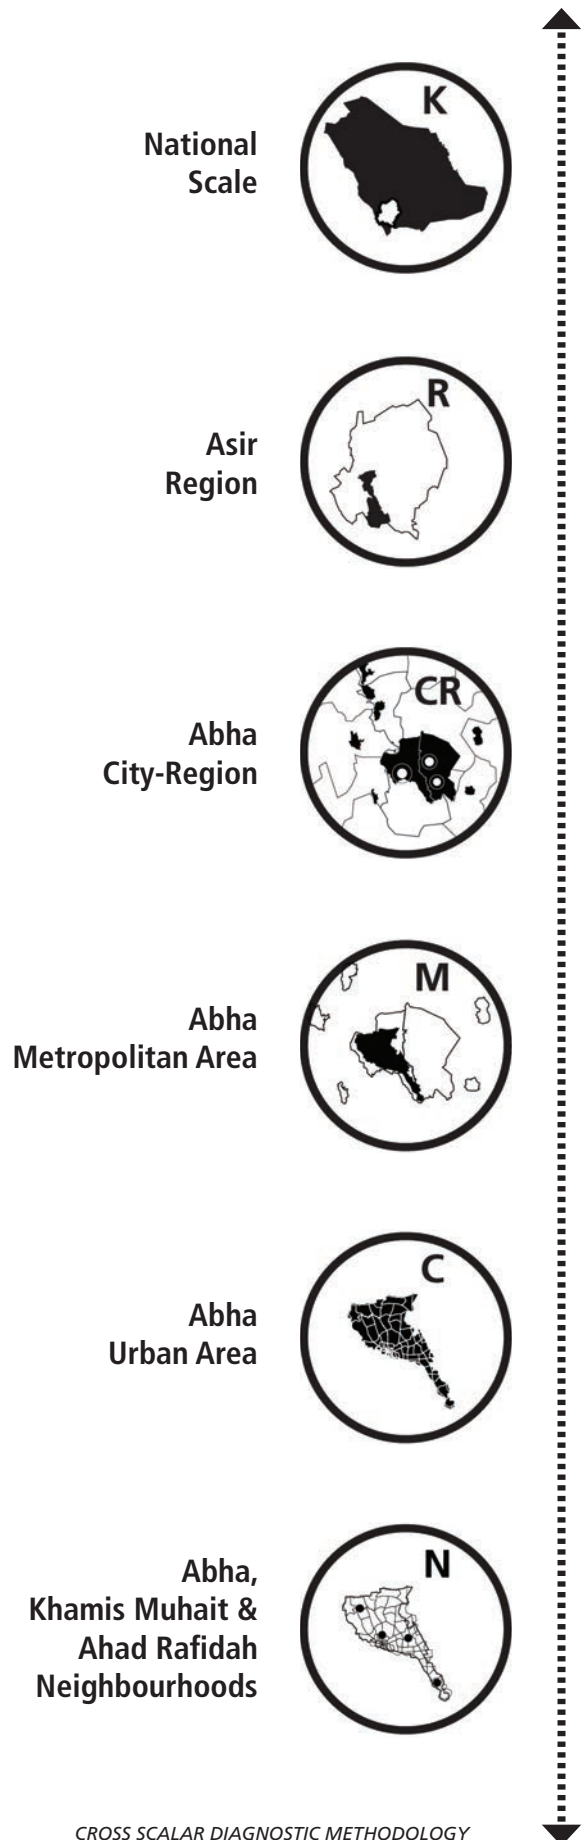 K
National
Scale
R
Asir
Region
CR
Abha
City-Region
M
Abha
Metropolitan Area
C
Abha
Urban Area
N
Abha,
Khamis Muhait &
Ahad Rafidah
Neighbourhoods
CROSS SCALAR DIAGNOSTIC METHODOLOGY